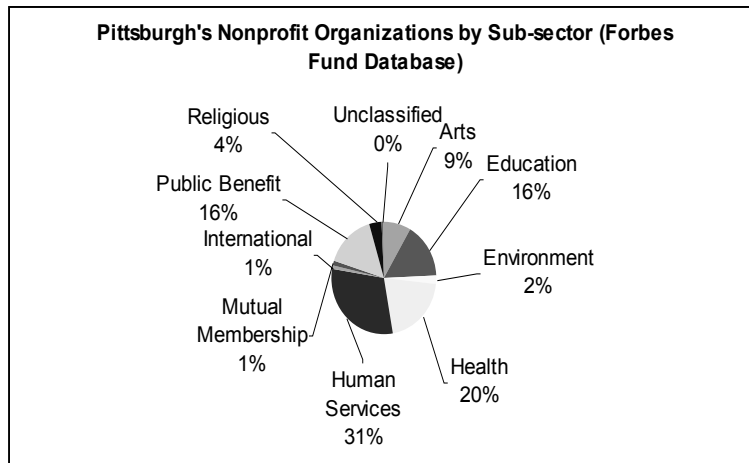 Pittsburgh's Nonprofit Organizations by Sub-sector (Forbes
Fund Database)
Unclassified
0%
Arts
9%
Education
16%
Environment
2%
Health
20%
Human
Services
31%
Mutual
Membership
1%
International
1%
Public Benefit
16%
Religious
4%